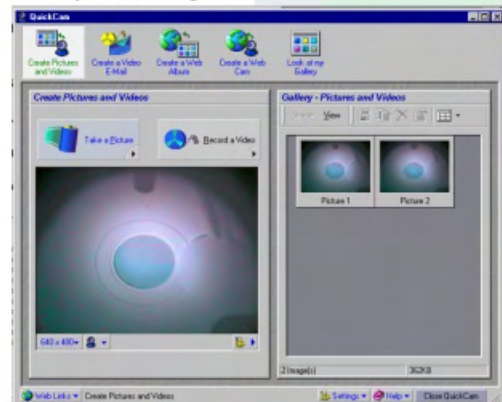 QuickCam
Create Pictures and Videos
Create a Video E-Mail
Create a Web Album
Create a Web Cam
Look at my Gallery
Create Pictures and Videos
Take a Picture
Record a Video
640 x 480
Gallery - Pictures and Videos
View
Picture 1
Picture 2
2 Image(s)
362KB
Web Links
Create Pictures and Videos
Settings
Help
Close QuickCam